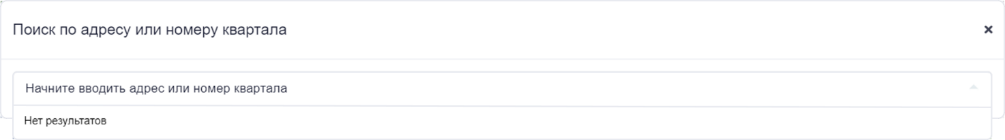 Поиск по адресу или номеру квартала
Начните вводить адрес или номер квартала
Нет результатов